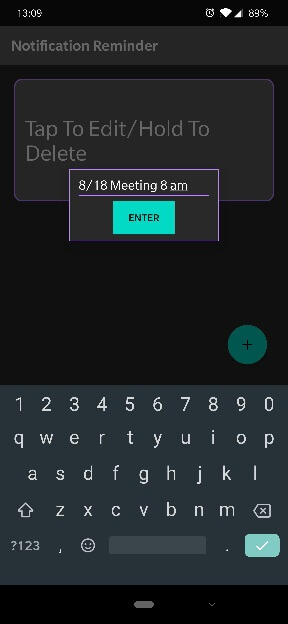 13:09 89%
Notification Reminder
Tap To Edit/Hold To
Delete
8/18 Meeting 8 am
ENTER
+
1 2 3 4 5 6 7 8 9 0
q w e r t y u i o p
a s d f g h j k l
z x c v b n m
?123 , .